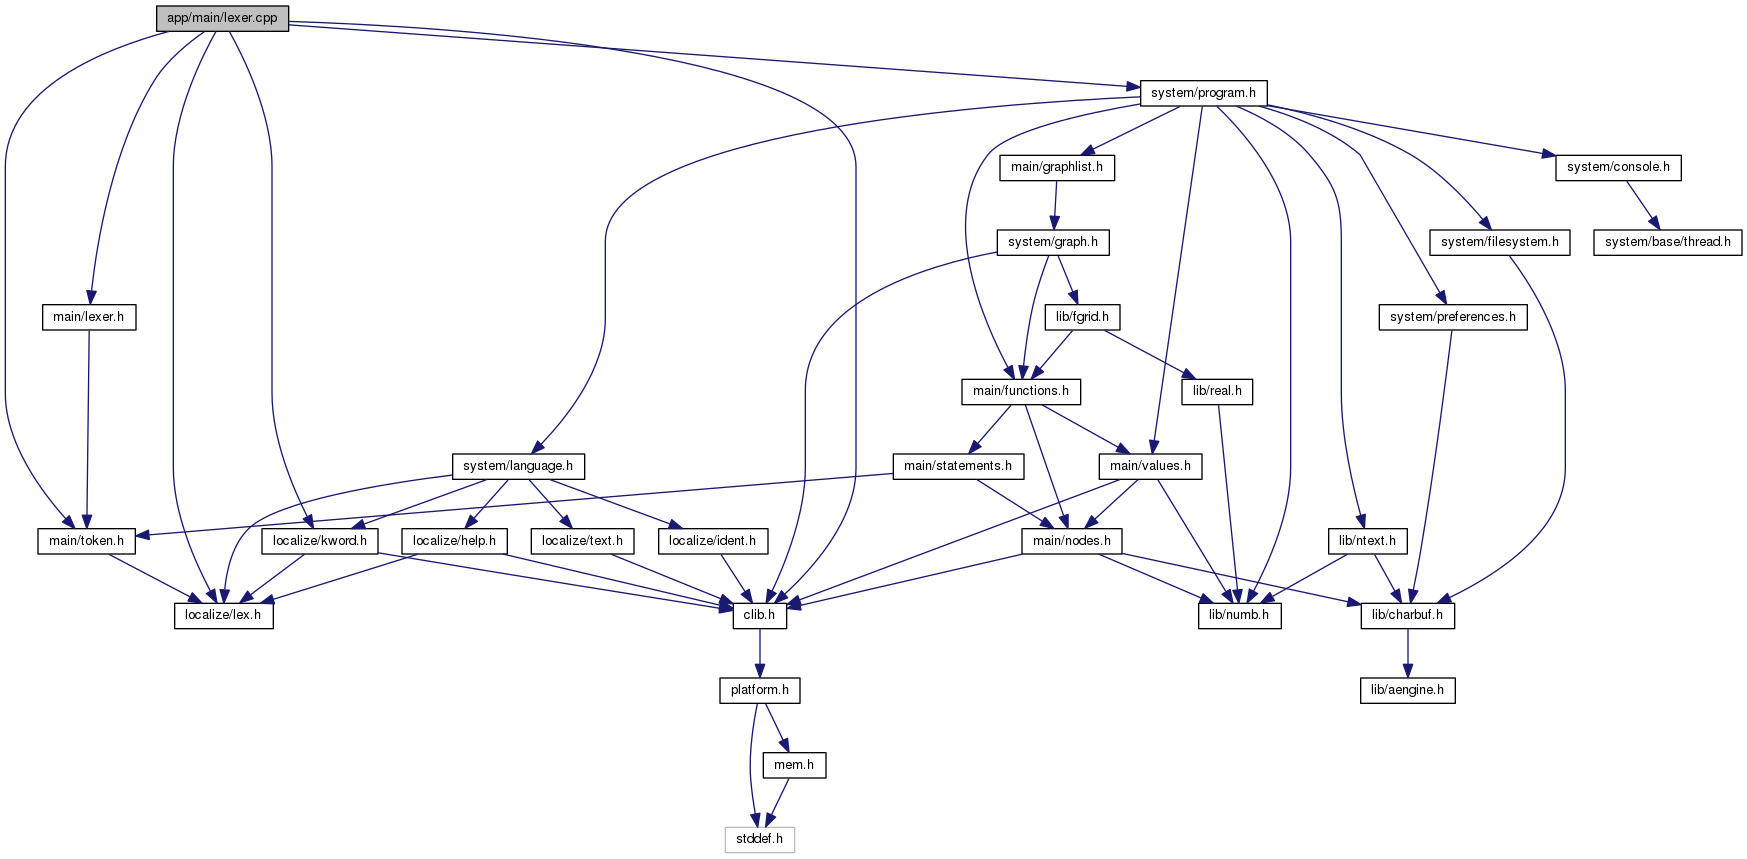 app/main/lexer.cpp
system/program.h
main/graphlist.h
system/console.h
system/graph.h
system/filesystem.h
system/base/thread.h
main/lexer.h
lib/fgrid.h
system/preferences.h
main/functions.h
lib/real.h
system/language.h
main/statements.h
main/values.h
main/token.h
localize/kword.h
localize/help.h
localize/text.h
localize/ident.h
main/nodes.h
lib/ntext.h
localize/lex.h
clib.h
lib/numb.h
lib/charbuf.h
platform.h
lib/aengine.h
mem.h
stddef.h